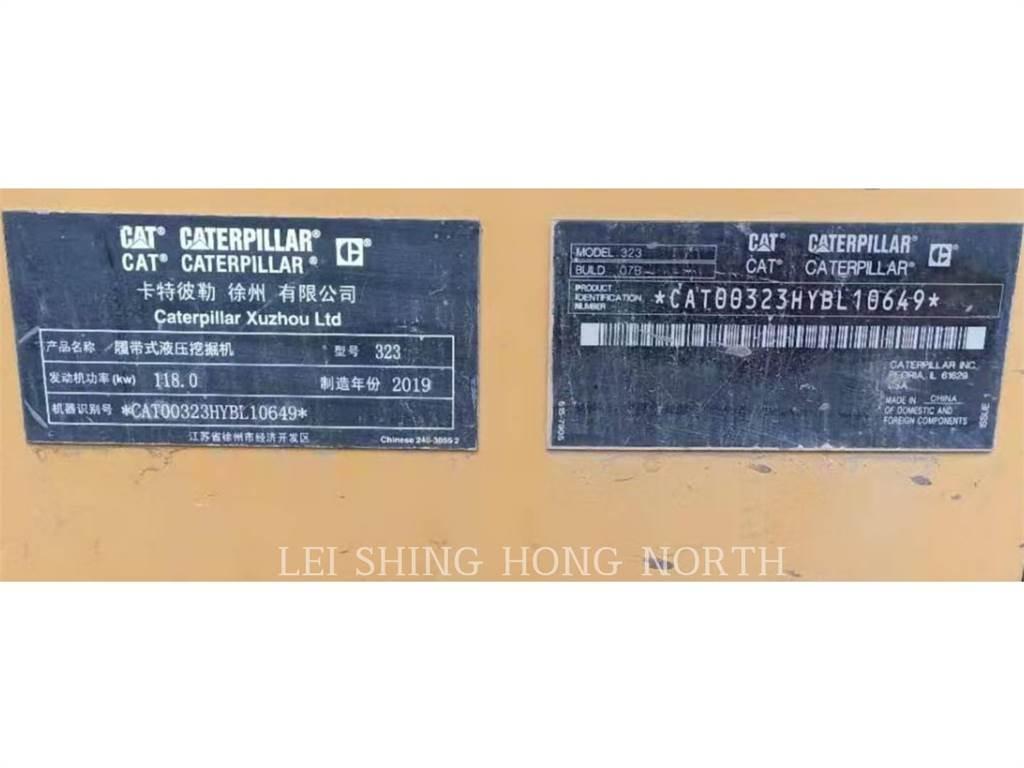 CAT® CATERPILLAR®
CAT® CATERPILLAR®
卡特彼勒 徐州 有限公司
Caterpillar Xuzhou Ltd
产品名称 履带式液压挖掘机 型号 323
发动机功率(kw) 118.0 制造年份 2019
机器识别号 *CAT00323HYBL10649*
江苏省徐州市经济开发区
MODEL 323
BUILD 07B
CAT® CATERPILLAR®
CAT® CATERPILLAR®
PRODUCT
IDENTIFICATION
NUMBER *CAT00323HYBL10649*
CATERPILLAR INC.
PEORIA, IL 61629
USA
MADE IN CHINA
OF DOMESTIC AND
FOREIGN COMPONENTS
ISSUE 1
LEI SHING HONG NORTH